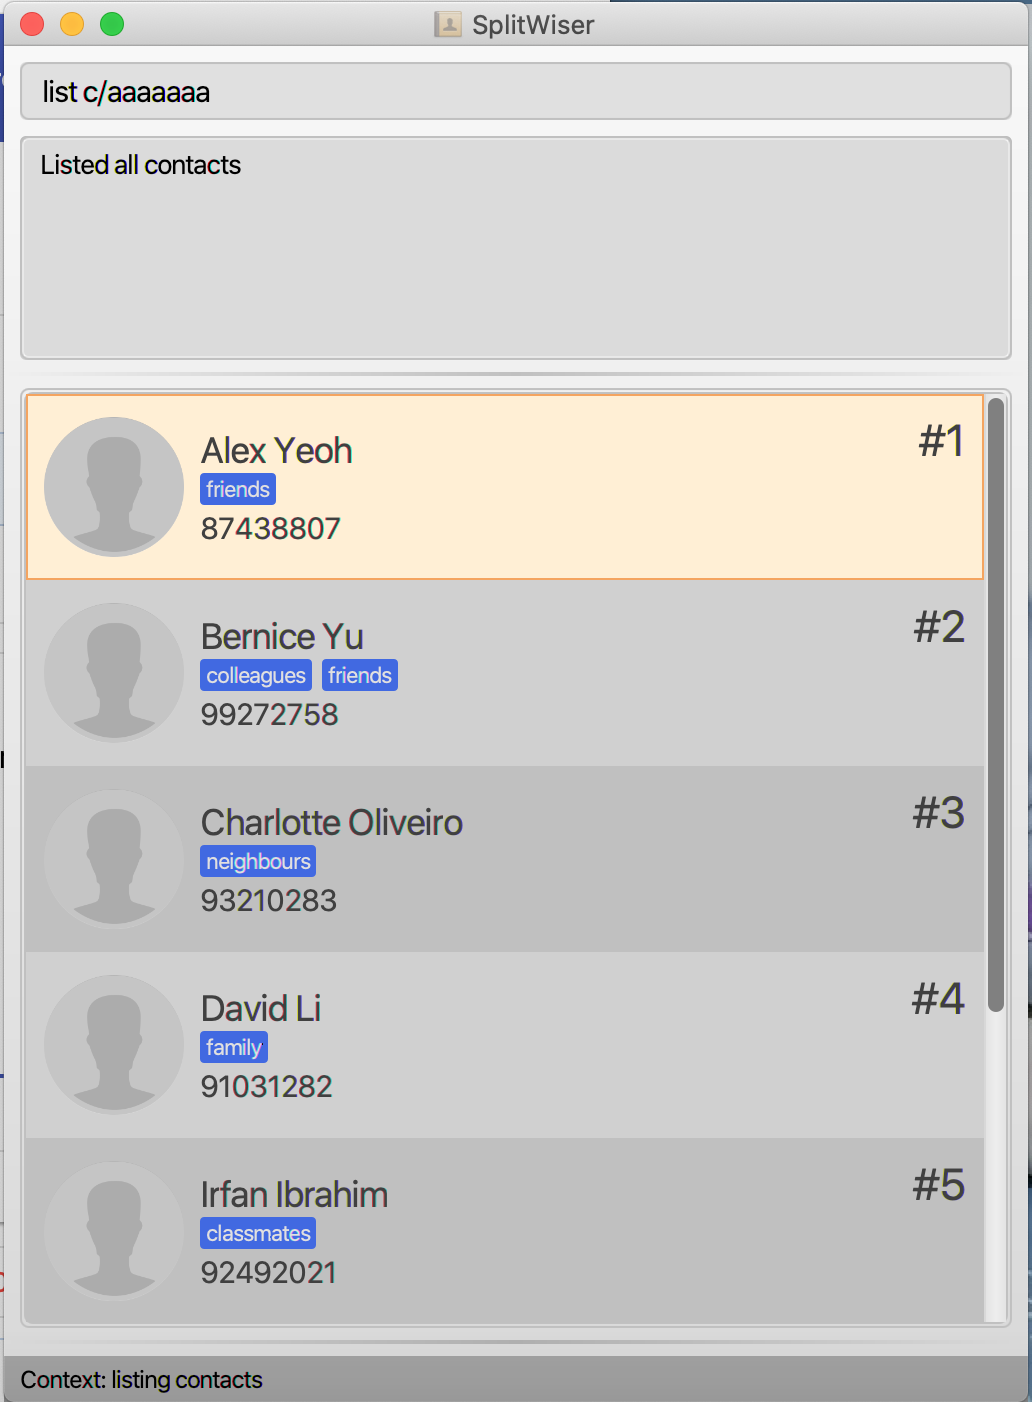 SplitWiser
list c/aaaaaaa
Listed all contacts
Alex Yeoh
#1
friends
87438807
Bernice Yu
#2
colleagues friends
99272758
Charlotte Oliveiro
#3
neighbours
93210283
David Li
#4
family
91031282
Irfan Ibrahim
#5
classmates
92492021
Context: listing contacts